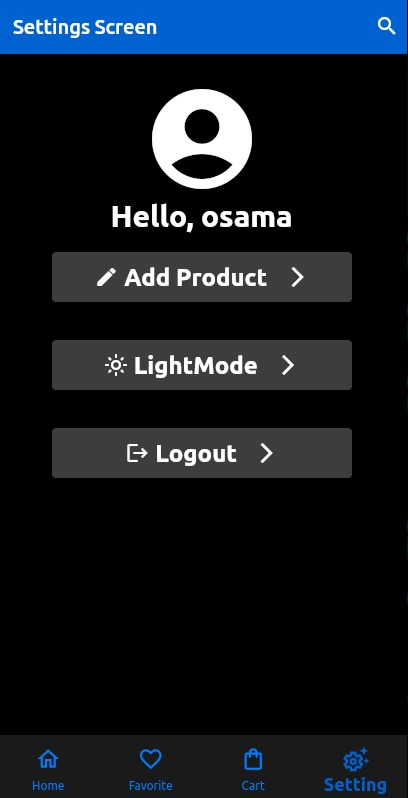 Settings Screen
Hello, osama
Add Product
LightMode
Logout
Home Favorite Cart Setting